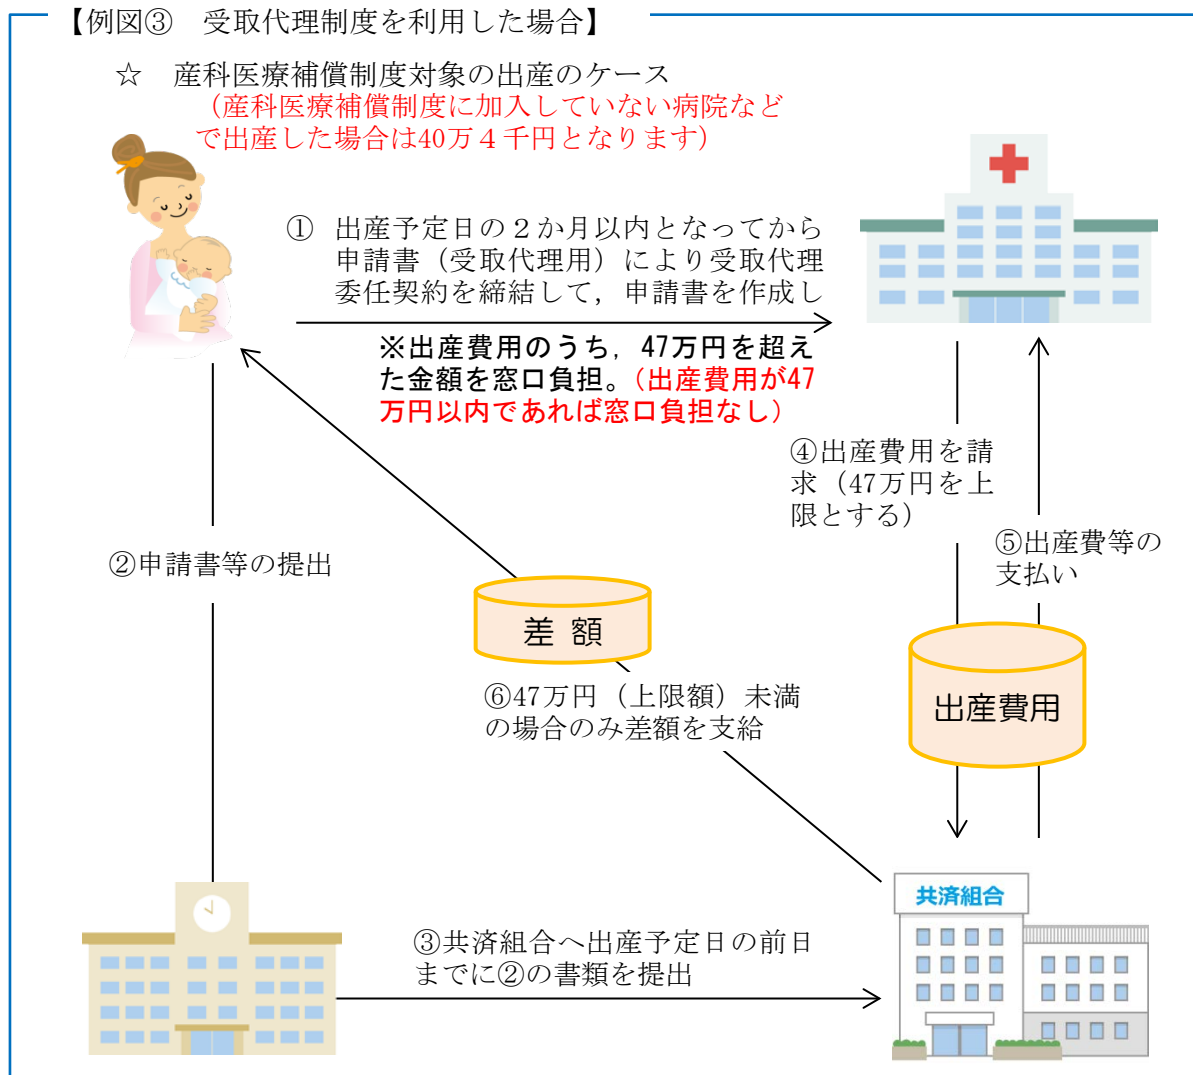 【例図③　受取代理制度を利用した場合】
☆　産科医療補償制度対象の出産のケース
（産科医療補償制度に加入していない病院など
で出産した場合は40万４千円となります）
①　出産予定日の２か月以内となってから
申請書（受取代理用）により受取代理
委任契約を締結して，申請書を作成し
※出産費用のうち，47万円を超え
た金額を窓口負担。（出産費用が47
万円以内であれば窓口負担なし）
④出産費用を請
求（47万円を上
限とする）
⑤出産費等の
支払い
②申請書等の提出
差 額
出産費用
⑥47万円（上限額）未満
の場合のみ差額を支給
共済組合
③共済組合へ出産予定日の前日
までに②の書類を提出